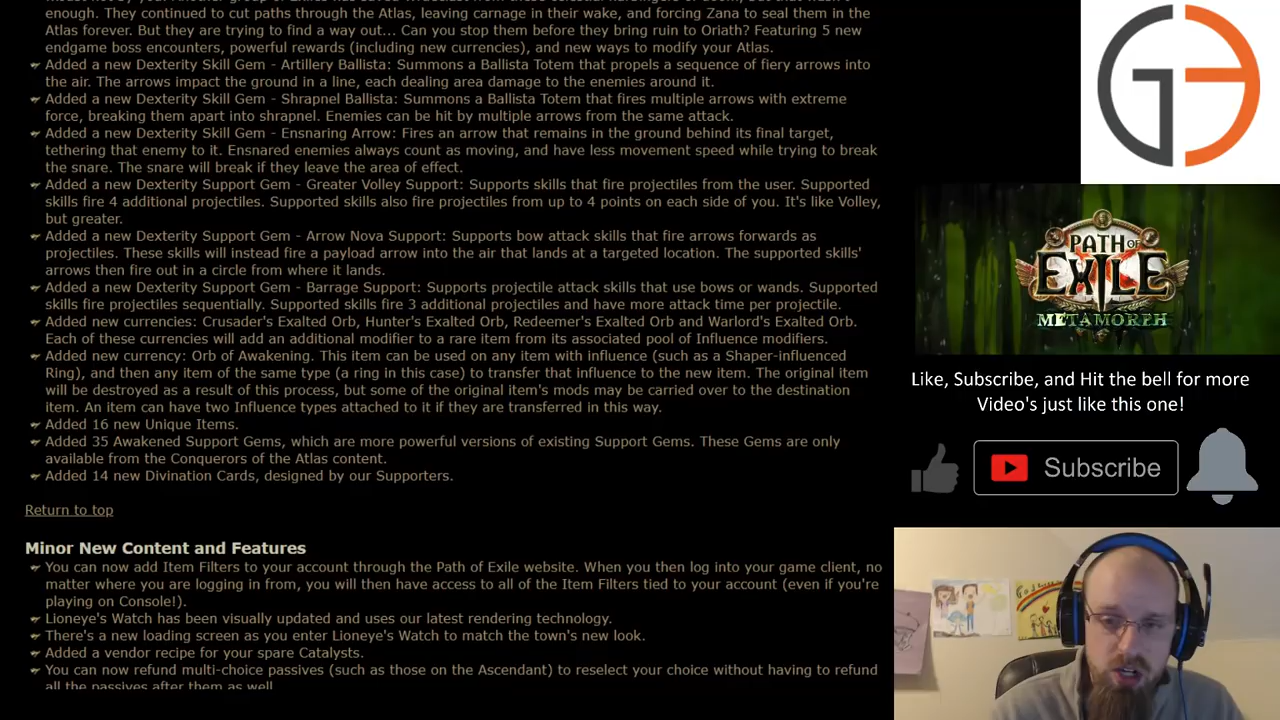 enough. They continued to cut paths through the Atlas, leaving carnage in their wake, and forcing Zana to seal them in the
Atlas forever. But they are trying to find a way out... Can you stop them before they bring ruin to Oriath? Featuring 5 new
endgame boss encounters, powerful rewards (including new currencies), and new ways to modify your Atlas.
Added a new Dexterity Skill Gem - Artillery Ballista: Summons a Ballista Totem that propels a sequence of fiery arrows into
the air. The arrows impact the ground in a line, each dealing area damage to the enemies around it.
Added a new Dexterity Skill Gem - Shrapnel Ballista: Summons a Ballista Totem that fires multiple arrows with extreme
force, breaking them apart into shrapnel. Enemies can be hit by multiple arrows from the same attack.
Added a new Dexterity Skill Gem - Ensnaring Arrow: Fires an arrow that remains in the ground behind its final target,
tethering that enemy to it. Ensnared enemies always count as moving, and have less movement speed while trying to break
the snare. The snare will break if they leave the area of effect.
Added a new Dexterity Support Gem - Greater Volley Support: Supports skills that fire projectiles from the user. Supported
skills fire 4 additional projectiles. Supported skills also fire projectiles from up to 4 points on each side of you. It's like Volley,
but greater.
Added a new Dexterity Support Gem - Arrow Nova Support: Supports bow attack skills that fire arrows forwards as
projectiles. These skills will instead fire a payload arrow into the air that lands at a targeted location. The supported skills'
arrows then fire out in a circle from where it lands.
Added a new Dexterity Support Gem - Barrage Support: Supports projectile attack skills that use bows or wands. Supported
skills fire projectiles sequentially. Supported skills fire 3 additional projectiles and have more attack time per projectile.
Added new currencies: Crusader's Exalted Orb, Hunter's Exalted Orb, Redeemer's Exalted Orb and Warlord's Exalted Orb.
Each of these currencies will add an additional modifier to a rare item from its associated pool of Influence modifiers.
Added new currency: Orb of Awakening. This item can be used on any item with influence (such as a Shaper-influenced
Ring), and then any item of the same type (a ring in this case) to transfer that influence to the new item. The original item
will be destroyed as a result of this process, but some of the original item's mods may be carried over to the destination
item. An item can have two Influence types attached to it if they are transferred in this way.
Added 16 new Unique Items.
Added 35 Awakened Support Gems, which are more powerful versions of existing Support Gems. These Gems are only
available from the Conquerors of the Atlas content.
Added 14 new Divination Cards, designed by our Supporters.
Return to top
Minor New Content and Features
You can now add Item Filters to your account through the Path of Exile website. When you then log into your game client, no
matter where you are logging in from, you will then have access to all of the Item Filters tied to your account (even if you're
playing on Console!).
Lioneye's Watch has been visually updated and uses our latest rendering technology.
There's a new loading screen as you enter Lioneye's Watch to match the town's new look.
Added a vendor recipe for your spare Catalysts.
You can now refund multi-choice passives (such as those on the Ascendant) to reselect your choice without having to refund
all the passives after them as well
PATH OF
EXILE
METAMORPH
Like, Subscribe, and Hit the bell for more
Video's just like this one!
Subscribe